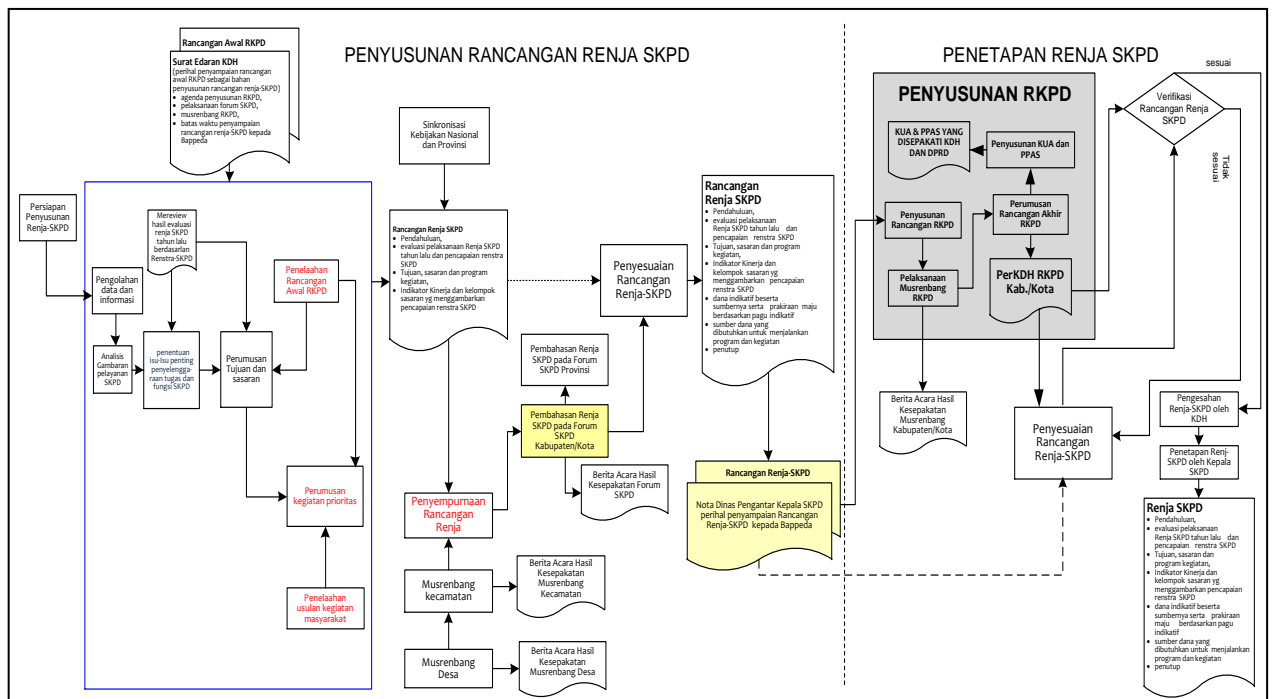 PENYUSUNAN RANCANGAN RENJA SKPD
Rancangan Awal RKPD
Surat Edaran KDH
(perihal penyampaian rancangan
awal RKPD sebagai bahan
penyusunan rancangan renja-SKPD)
• agenda penyusunan RKPD,
• pelaksanaan forum SKPD,
• musrenbang RKPD,
• batas waktu penyampaian
rancangan renja-SKPD kepada
Bappeda
Persiapan
Penyusunan
Renja-SKPD
Pengolahan
data dan
informasi
Analisis
Gambaran
pelayanan
SKPD
Mereview
hasil evaluasi
renja SKPD
tahun lalu
berdasarlan
Renstra-SKPD
penentuan
isu-Isu penting
penyelengga-
raan tugas dan
fungsi SKPD
Perumusan
Tujuan dan
sasaran
Penelaahan
Rancangan
Awal RKPD
Perumusan
kegiatan prioritas
Penelaahan
usulan kegiatan
masyarakat
Sinkronisasi
Kebijakan Nasional
dan Provinsi
Rancangan Renja SKPD
• Pendahuluan,
• evaluasi pelaksanaan Renja SKPD
tahun lalu dan pencapaian renstra
SKPD
• Tujuan, sasaran dan program
kegiatan,
• Indikator Kinerja dan kelompok
sasaran yg menggambarkan
pencapaian renstra SKPD
Penyempurnaan
Rancangan
Renja
Musrenbang
kecamatan
Berita Acara Hasil
Kesepakatan
Musrenbang
Kecamatan
Musrenbang
Desa
Berita Acara Hasil
Kesepakatan
Musrenbang Desa
Pembahasan Renja
SKPD pada Forum
SKPD Provinsi
Pembahasan Renja
SKPD pada Forum
SKPD
Kabupaten/Kota
Berita Acara Hasil
Kesepakatan Forum
SKPD
Penyesuaian
Rancangan
Renja-SKPD
Rancangan
Renja SKPD
• Pendahuluan,
• evaluasi pelaksanaan
Renja SKPD tahun lalu dan
pencapaian renstra SKPD
• Tujuan, sasaran dan program
kegiatan,
• Indikator Kinerja dan
kelompok sasaran yg
menggambarkan pencapaian
renstra SKPD
• dana indikatif beserta
sumbernya serta prakiraan maju
berdasarkan pagu indikatif
• sumber dana yang
dibutuhkan untuk menjalankan
program dan kegiatan
• penutup
Rancangan Renja-SKPD
Nota Dinas Pengantar Kepala SKPD
perihal penyampaian Rancangan
Renja-SKPD kepada Bappeda
PENETAPAN RENJA SKPD
PENYUSUNAN RKPD
KUA & PPAS YANG
DISEPAKATI KDH
DAN DPRD
Penyusunan KUA dan
PPAS
Penyusunan
Rancangan RKPD
Perumusan
Rancangan Akhir
RKPD
Pelaksanaan
Musrenbang
RKPD
PerKDH RKPD
Kab./Kota
Berita Acara Hasil
Kesepakatan
Musrenbang
Kabupaten/Kota
Penyesuaian
Rancangan
Renja-SKPD
Verifikasi
Rancangan Renja
SKPD
sesuai
Tidak
sesuai
Pengesahan
Renja-SKPD oleh
KDH
Penetapan Renj-
SKPD oleh Kepala
SKPD
Renja SKPD
• Pendahuluan,
• evaluasi pelaksanaan
Renja SKPD tahun lalu dan
pencapaian renstra SKPD
• Tujuan, sasaran dan
program kegiatan,
• Indikator Kinerja dan
kelompok sasaran yg
menggambarkan pencapaian
renstra SKPD
• dana indikatif beserta
sumbernya serta prakiraan
maju berdasarkan pagu
indikatif
• sumber dana yang
dibutuhkan untuk menjalankan
program dan kegiatan
• penutup